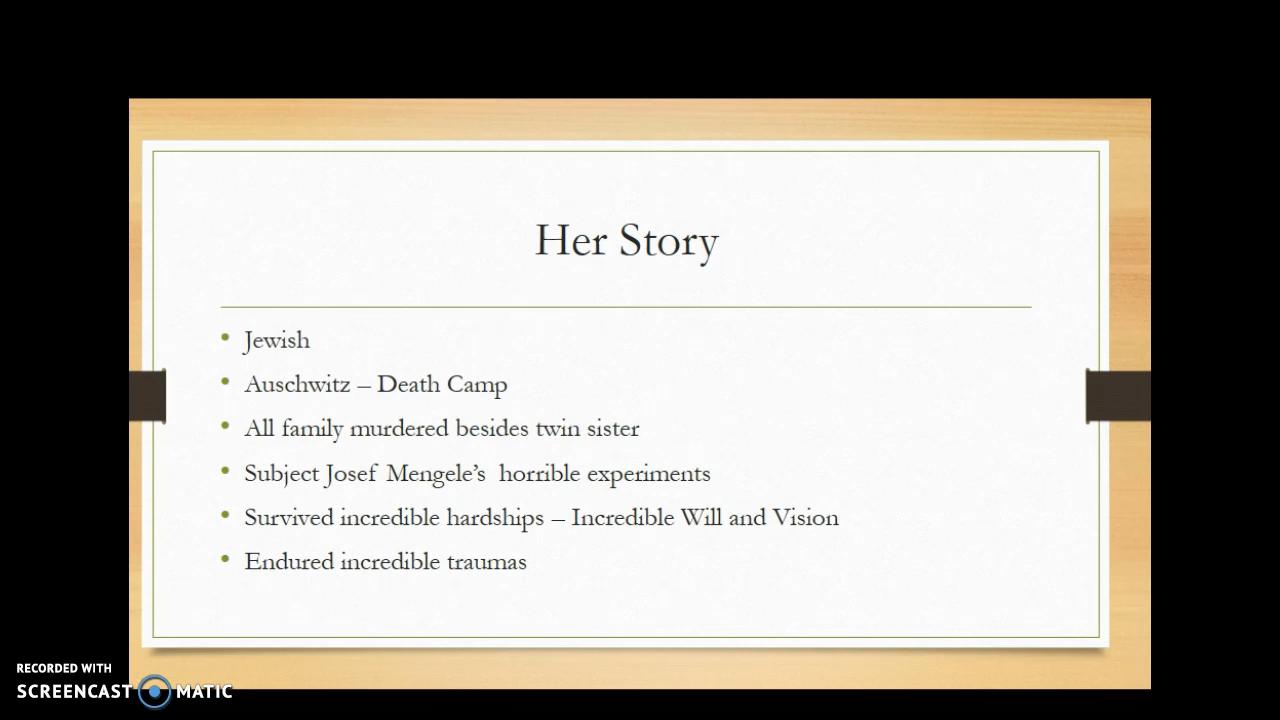 Her Story
Jewish
Auschwitz – Death Camp
All family murdered besides twin sister
Subject Josef Mengele’s  horrible experiments
Survived incredible hardships – Incredible Will and Vision
Endured incredible traumas
RECORDED WITH
SCREENCAST MATIC